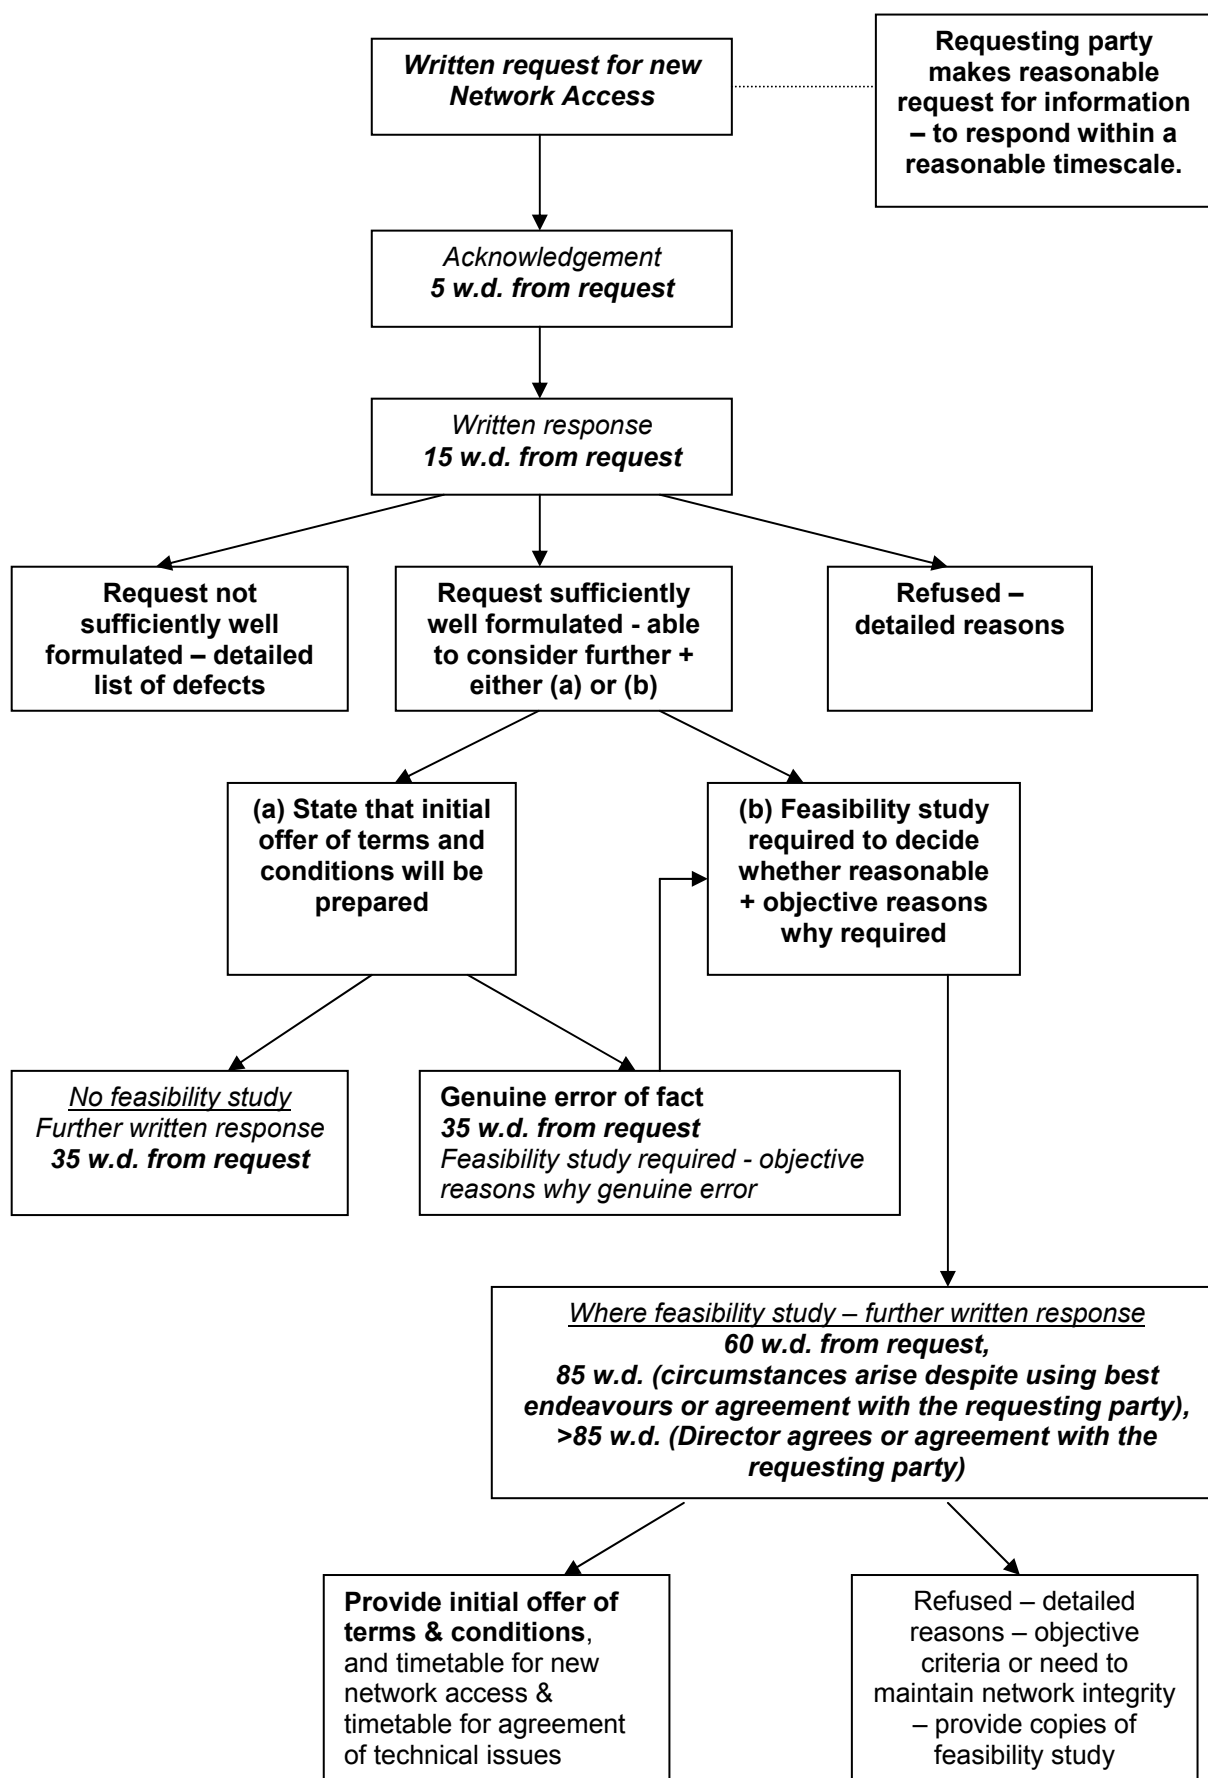 Written request for new
Network Access
Requesting party
makes reasonable
request for information
– to respond within a
reasonable timescale.
Acknowledgement
5 w.d. from request
Written response
15 w.d. from request
Request not
sufficiently well
formulated – detailed
list of defects
Request sufficiently
well formulated - able
to consider further +
either (a) or (b)
Refused –
detailed reasons
(a) State that initial
offer of terms and
conditions will be
prepared
(b) Feasibility study
required to decide
whether reasonable
+ objective reasons
why required
No feasibility study
Further written response
35 w.d. from request
Genuine error of fact
35 w.d. from request
Feasibility study required - objective
reasons why genuine error
Where feasibility study – further written response
60 w.d. from request,
85 w.d. (circumstances arise despite using best
endeavours or agreement with the requesting party),
>85 w.d. (Director agrees or agreement with the
requesting party)
Provide initial offer of
terms & conditions,
and timetable for new
network access &
timetable for agreement
of technical issues
Refused – detailed
reasons – objective
criteria or need to
maintain network integrity
– provide copies of
feasibility study